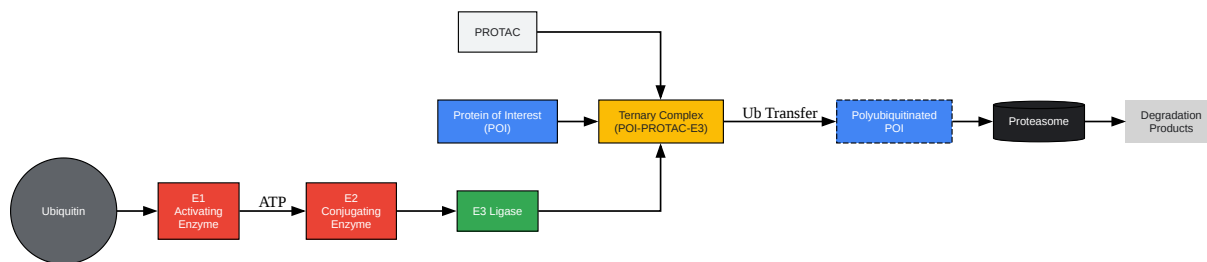 PROTAC
Protein of Interest
(POI)
Ternary Complex
(POI-PROTAC-E3)
Ub Transfer
Polyubiquitinated
POI
Proteasome
Degradation
Products
Ubiquitin
E1
Activating
Enzyme
ATP
E2
Conjugating
Enzyme
E3 Ligase